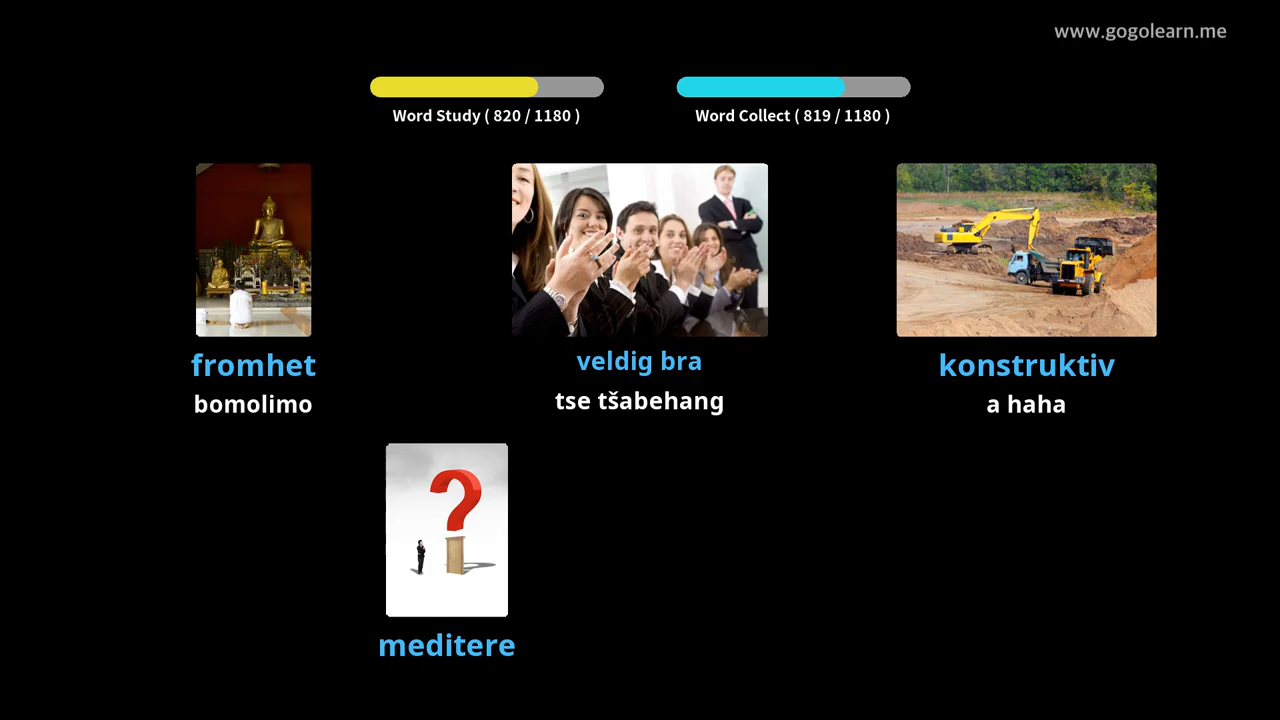 www.gogolearn.me
Word Study ( 820 / 1180 )
Word Collect ( 819 / 1180 )
fromhet
bomolimo
veldig bra
tse tšabehang
konstruktiv
a haha
meditere